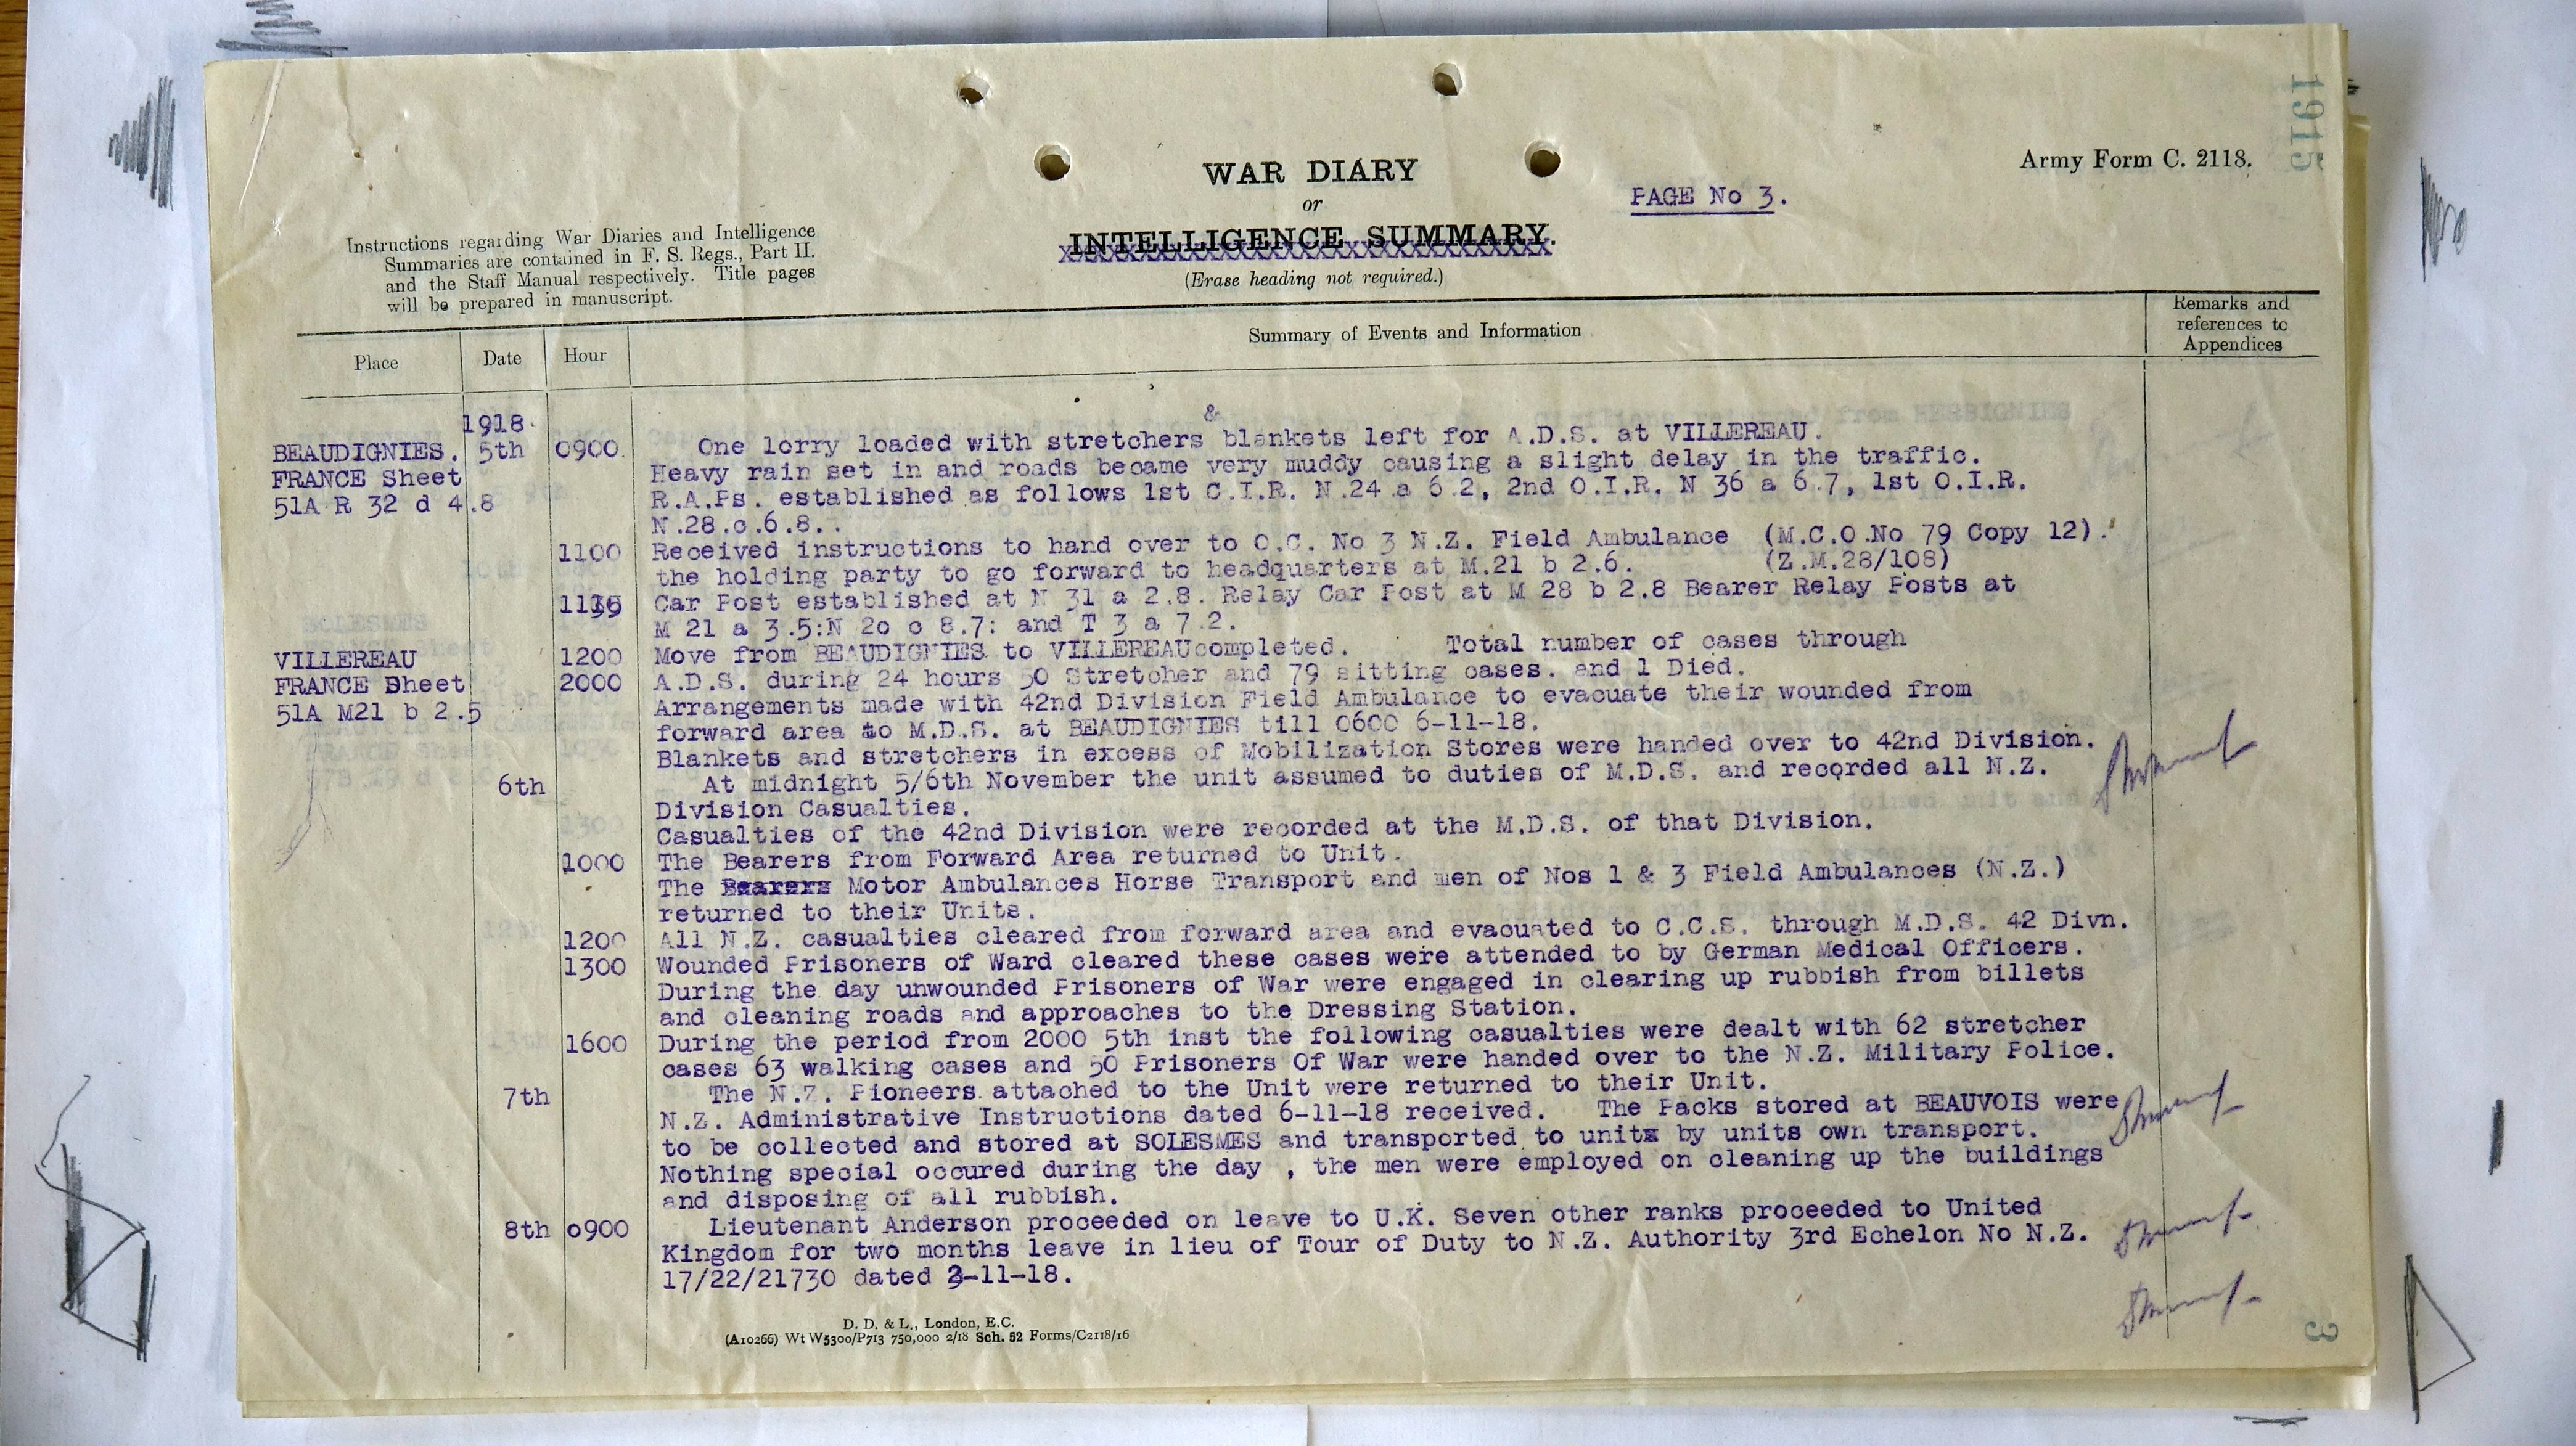 1915
Army Form C. 2118.
WAR DIARY
PAGE No 3.
or
INTELLIGENCE SUMMARY.
(Erase heading not required.)
Instructions regarding War Diaries and Intelligence
Summaries are contained in F. S. Regs., Part II.
and the Staff Manual respectively. Title pages
will be prepared in manuscript.
Place Date Hour Summary of Events and Information Remarks and references to Appendices
1918.
&
BEAUDIGNIES. 5th 0900 One lorry loaded with stretchers blankets left for A.D.S. at VILLEREAU.
FRANCE Sheet Heavy rain set in and roads became very muddy causing a slight delay in the traffic.
51A R 32 d 4.8 R.A.Ps. established as follows 1st C.I.R. N.24 a 6.2, 2nd O.I.R. N 36 a 6.7, 1st O.I.R.
N.28.c.6.8..
1100 Received instructions to hand over to O.C. No 3 N.Z. Field Ambulance (M.C.O.No 79 Copy 12).
the holding party to go forward to headquarters at M.21 b 2.6. (Z.M.28/108)
Car Post established at N 31 a 2.8. Relay Car Post at M 28 b 2.8 Bearer Relay Posts at
M 21 a 3.5:N 2c c 8.7: and T 3 a 7.2.
VILLEREAU 1200 Move from BEAUDIGNIES to VILLEREAUcompleted. Total number of cases through
FRANCE Sheet 2000 A.D.S. during 24 hours 50 Stretcher and 79 sitting cases. and 1 Died.
51A M21 b 2.5 Arrangements made with 42nd Division Field Ambulance to evacuate their wounded from
forward area to M.D.S. at BEAUDIGNIES till 0600 6-11-18.
Blankets and stretchers in excess of Mobilization Stores were handed over to 42nd Division.
6th At midnight 5/6th November the unit assumed to duties of M.D.S. and recorded all N.Z.
Division Casualties.
Casualties of the 42nd Division were recorded at the M.D.S. of that Division.
1000 The Bearers from Forward Area returned to Unit.
The Bearers Motor Ambulances Horse Transport and men of Nos 1 & 3 Field Ambulances (N.Z.)
returned to their Units.
1200 All N.Z. casualties cleared from forward area and evacuated to C.C.S. through M.D.S. 42 Divn.
1300 Wounded Prisoners of Ward cleared these cases were attended to by German Medical Officers.
During the day unwounded Prisoners of War were engaged in clearing up rubbish from billets
and cleaning roads and approaches to the Dressing Station.
1600 During the period from 2000 5th inst the following casualties were dealt with 62 stretcher
cases 63 walking cases and 50 Prisoners Of War were handed over to the N.Z. Military Police.
7th The N.Z. Pioneers attached to the Unit were returned to their Unit.
N.Z. Administrative Instructions dated 6-11-18 received. The Packs stored at BEAUVOIS were
to be collected and stored at SOLESMES and transported to units by units own transport.
Nothing special occured during the day , the men were employed on cleaning up the buildings
and disposing of all rubbish.
8th 0900 Lieutenant Anderson proceeded on leave to U.K. Seven other ranks proceeded to United
Kingdom for two months leave in lieu of Tour of Duty to N.Z. Authority 3rd Echelon No N.Z.
17/22/21730 dated 3-11-18.
D. D. & L., London, E.C.
(A10266) Wt W5300/P713 750,000 2/18 Sch. 52 Forms/C2118/16
3